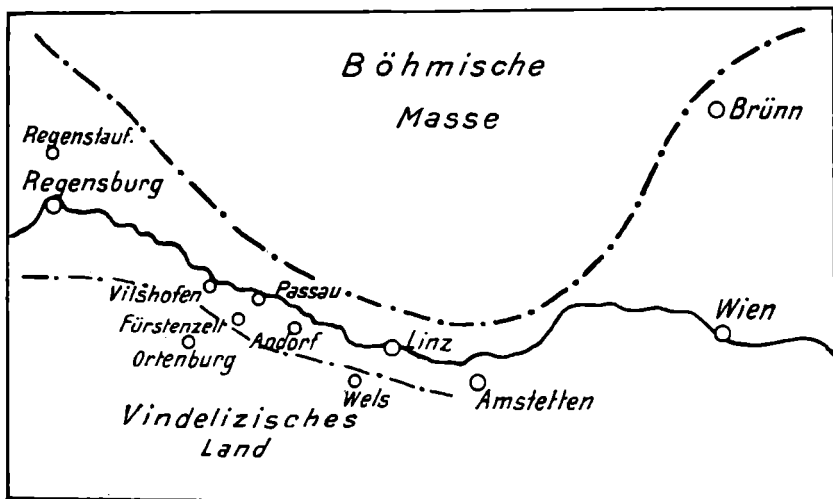 Böhmische
Masse
Brünn
Regenstauf.
Regensburg
Vilshofen
Passau
Wien
Fürstenzell
Andorf
Linz
Ortenburg
Wels
Amstetten
Vindelizisches
Land